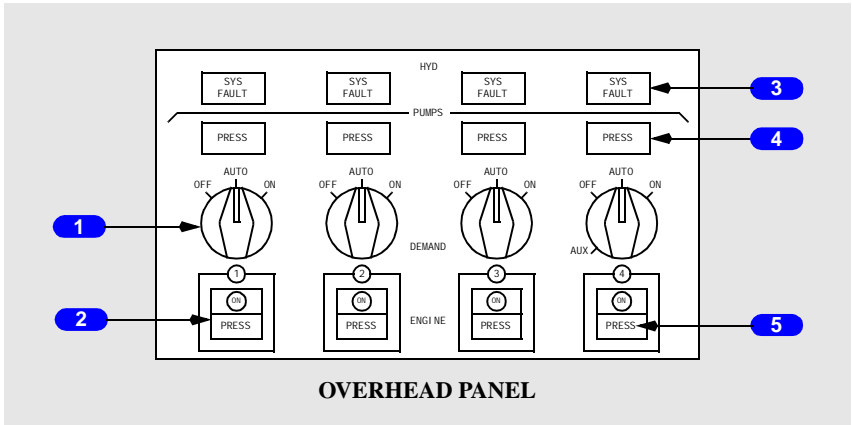 HYD
SYS FAULT SYS FAULT SYS FAULT SYS FAULT 3
PUMPS
PRESS PRESS PRESS PRESS 4
AUTO AUTO AUTO AUTO
OFF ON OFF ON OFF ON OFF ON
1
DEMAND AUX
1 2 3 4
ON ON ON ON
2 PRESS PRESS ENGINE PRESS PRESS 5
OVERHEAD PANEL